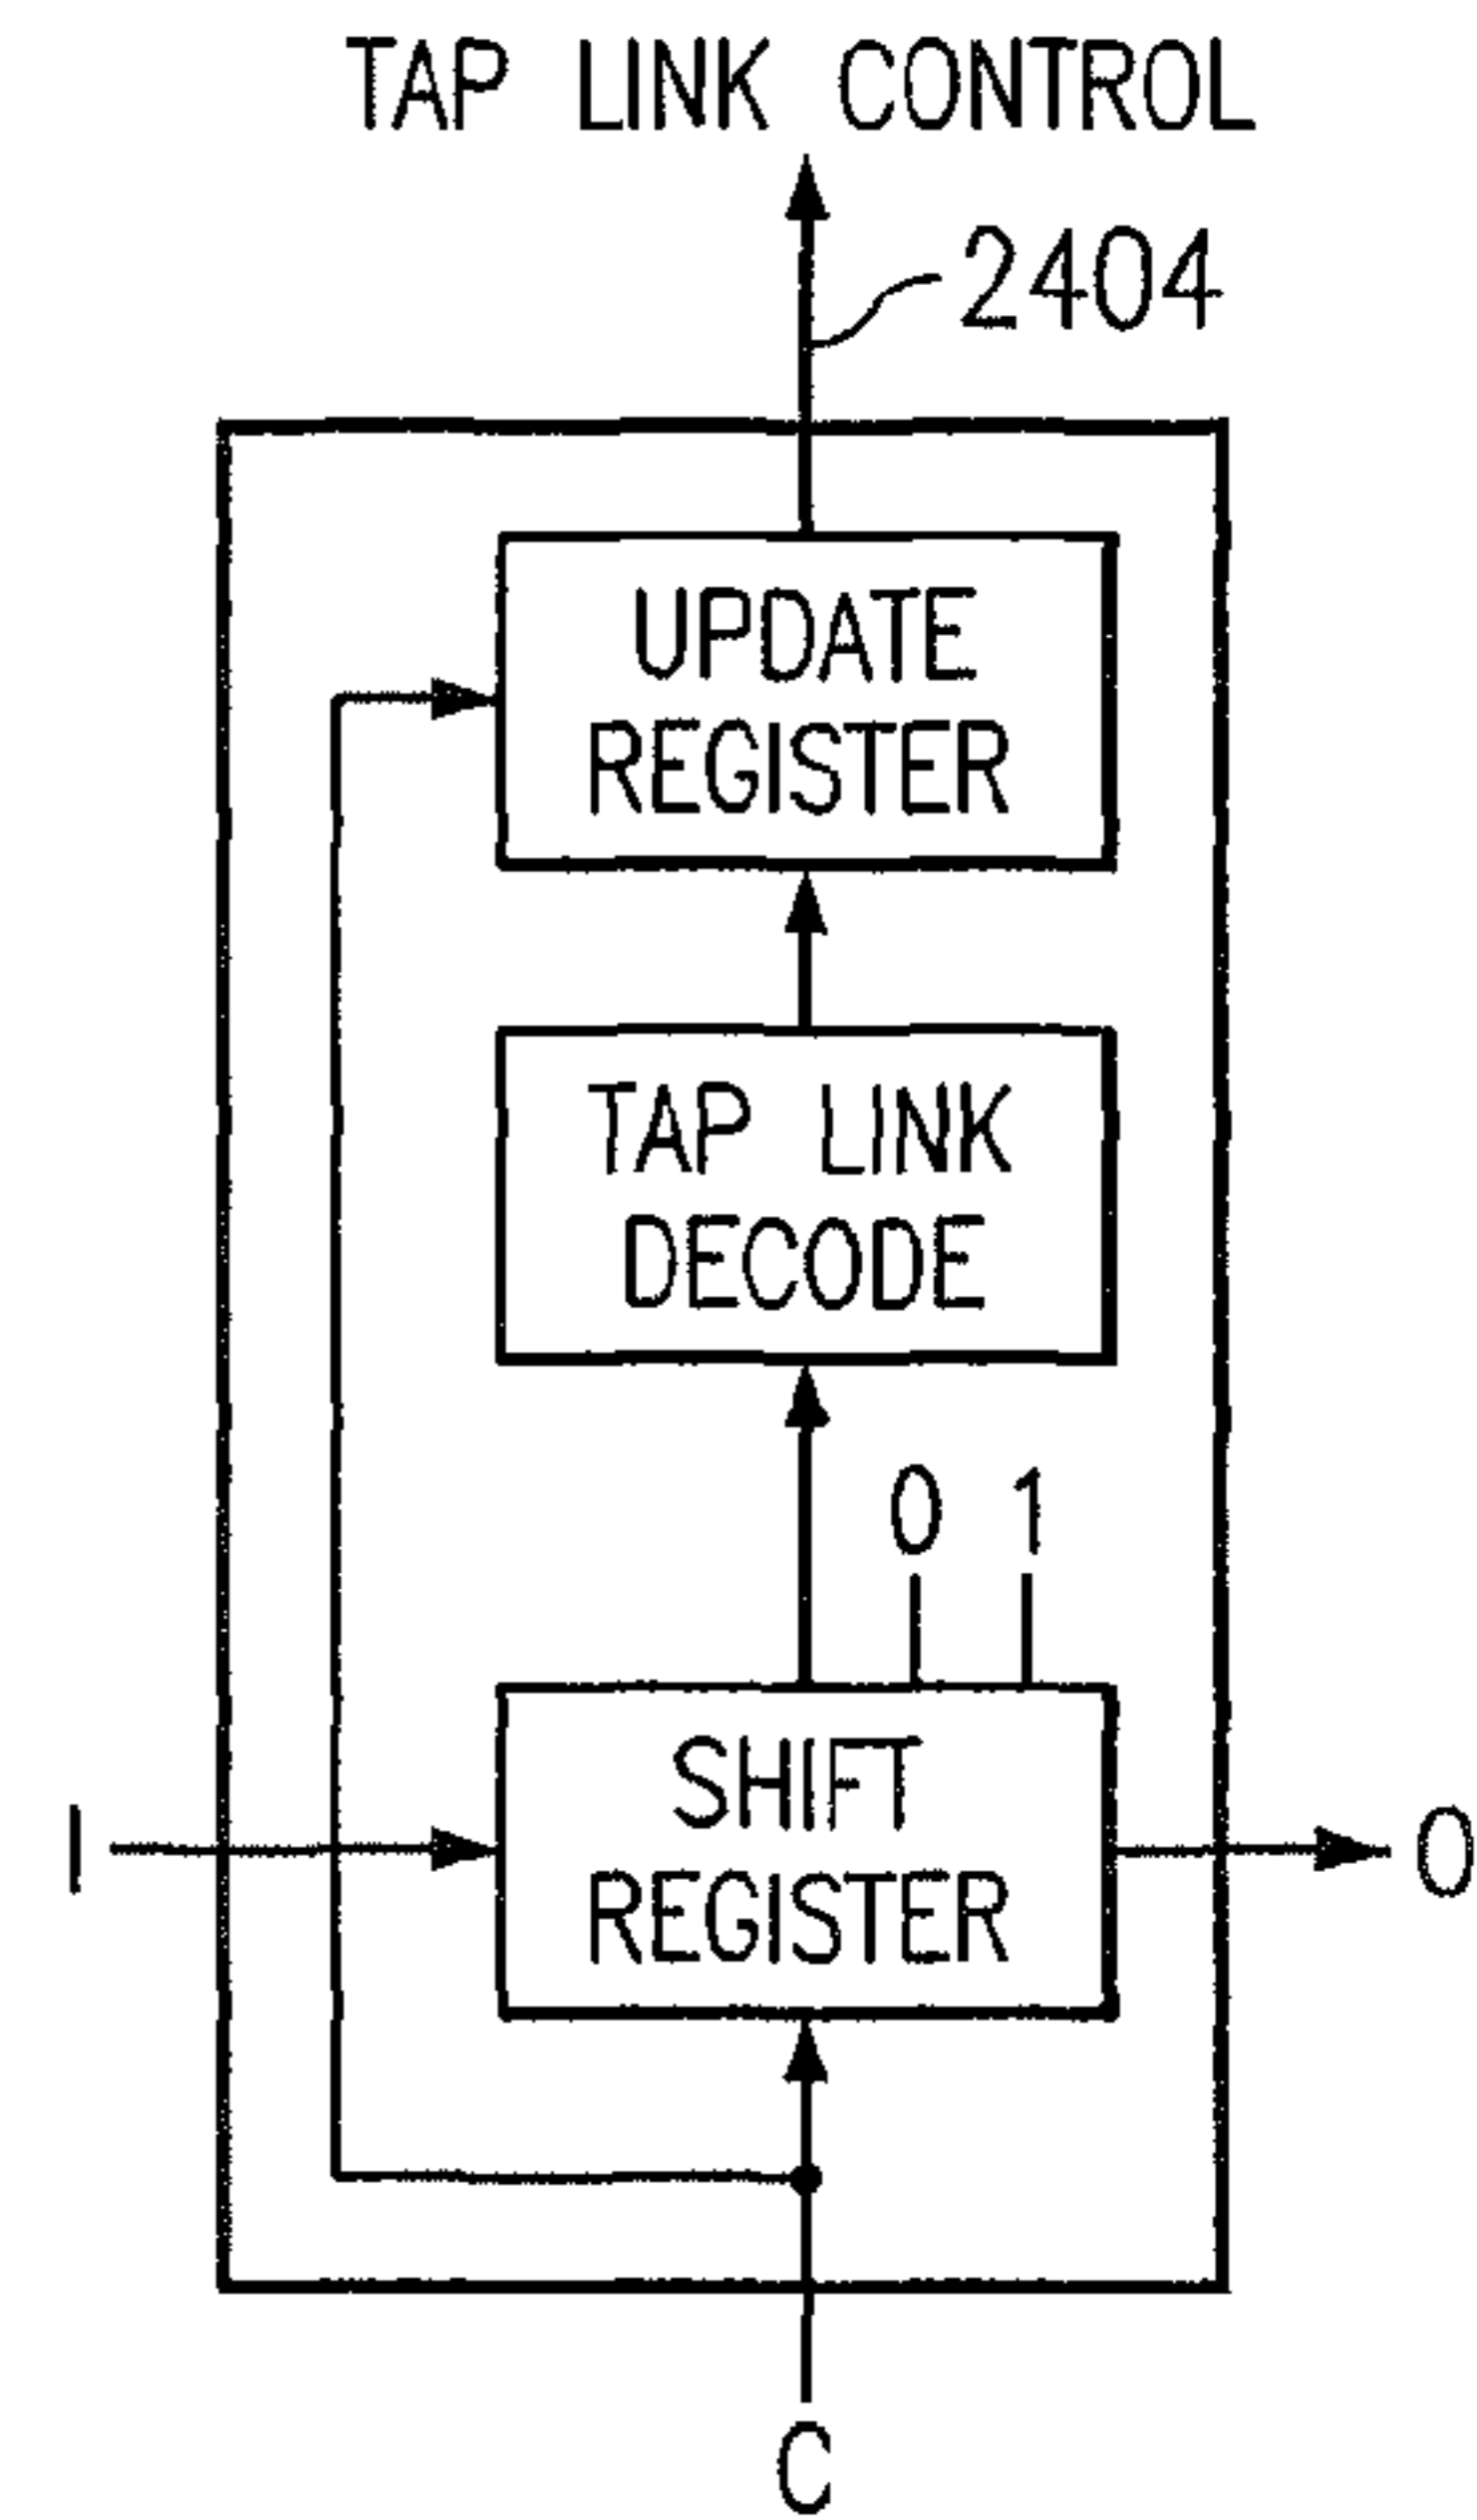 TAP LINK CONTROL
2404
UPDATE
REGISTER
TAP LINK
DECODE
0 1
SHIFT
REGISTER
I
O
C